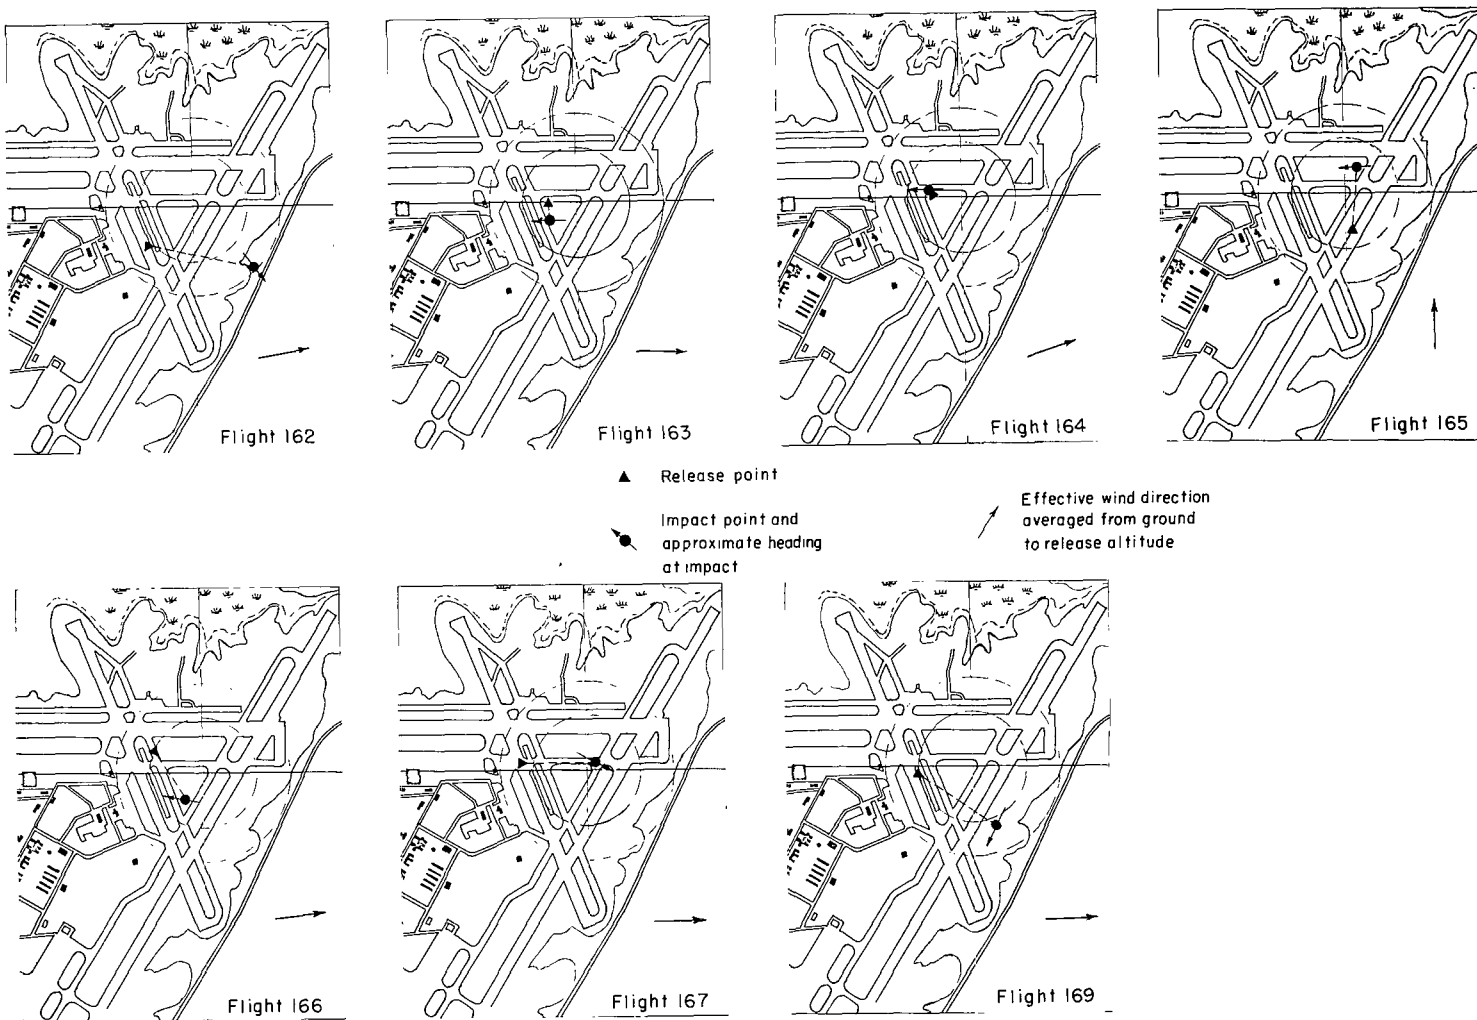 Flight 162
Flight 163
Flight 164
Flight 165
Release point
Impact point and
approximate heading
at impact
Effective wind direction
averaged from ground
to release altitude
Flight 166
Flight 167
Flight 169